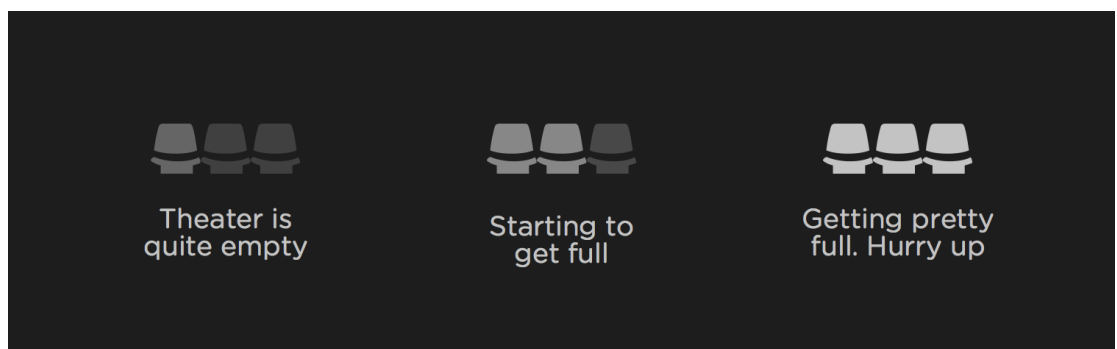 Theater is
quite empty
Starting to
get full
Getting pretty
full. Hurry up